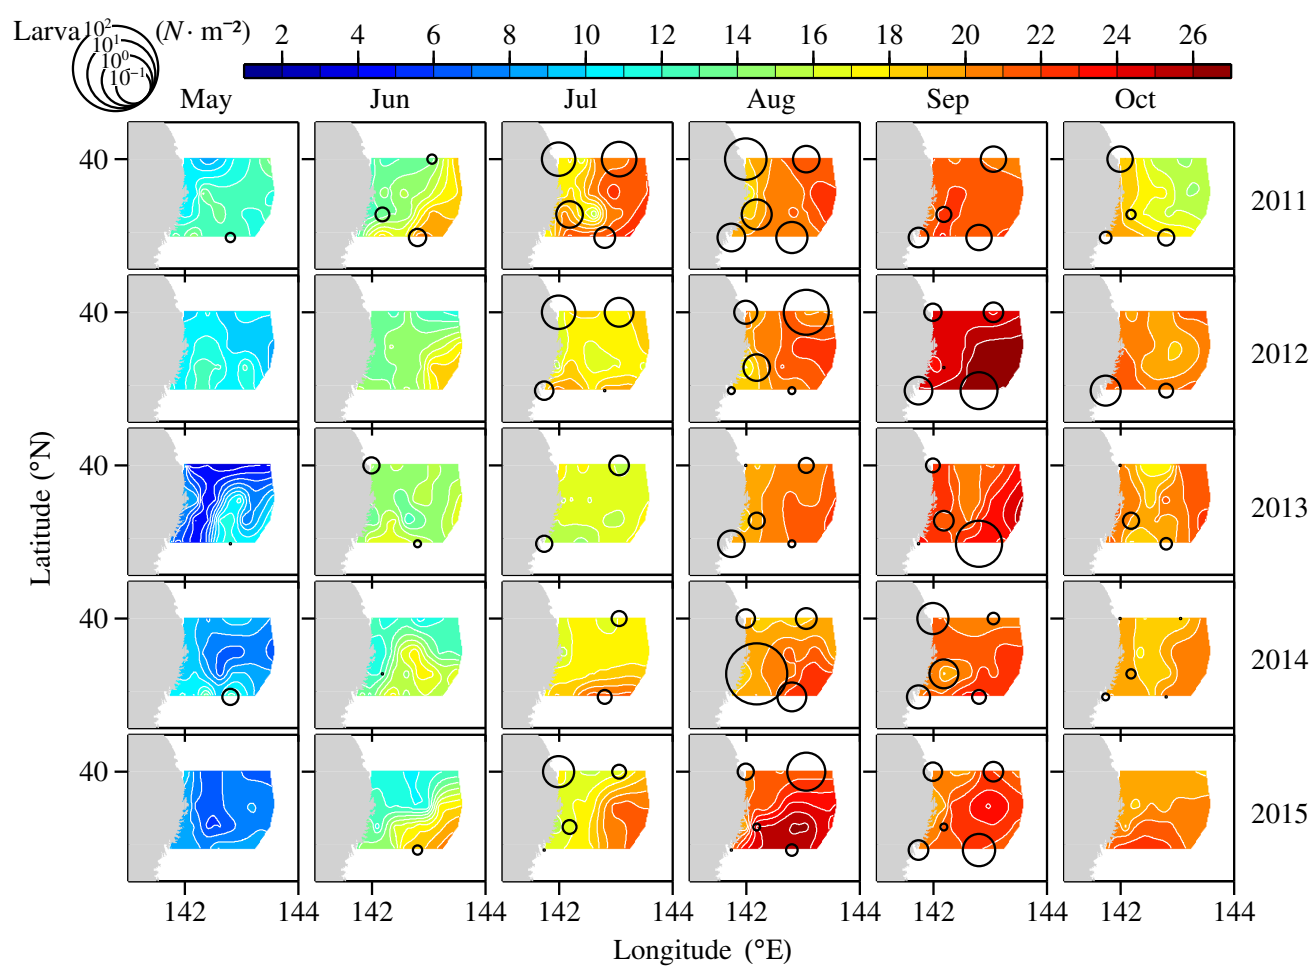 Larva (N · m⁻²) 2 4 6 8 10 12 14 16 18 20 22 24 26
10²
10¹
10⁰
10⁻¹
May Jun Jul Aug Sep Oct
40 2011
40 2012
40 2013
40 2014
40 2015
Latitude (°N)
142 144 142 144 142 144 142 144 142 144 142 144
Longitude (°E)